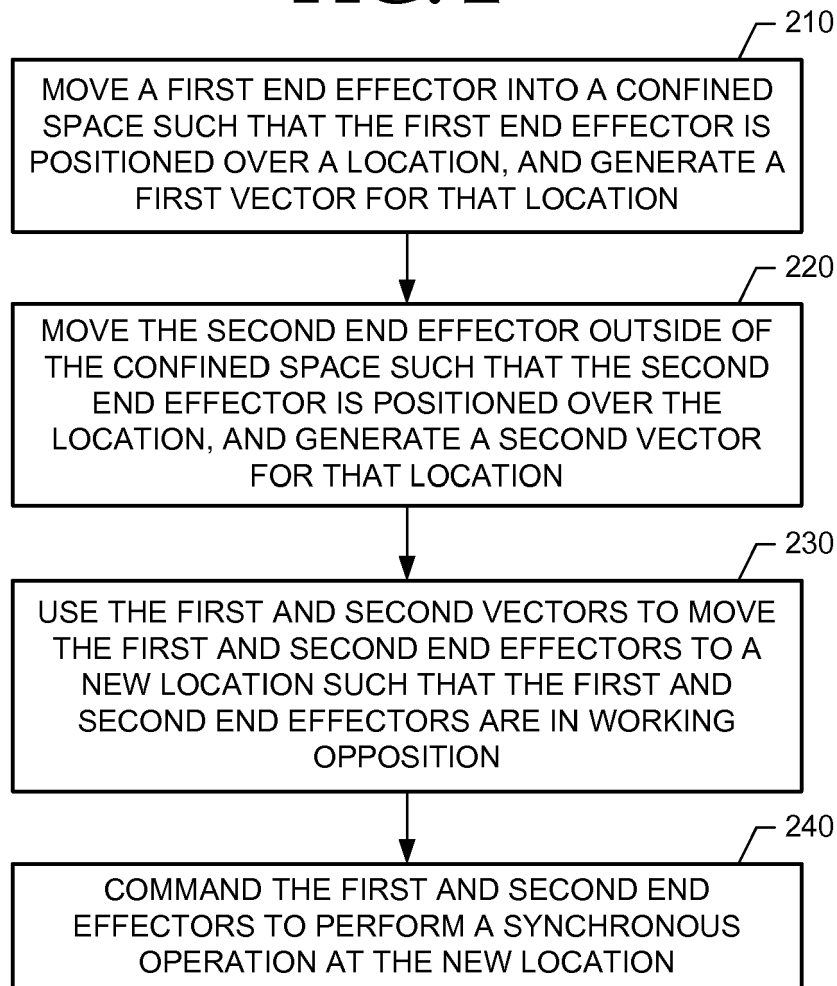 210
MOVE A FIRST END EFFECTOR INTO A CONFINED
SPACE SUCH THAT THE FIRST END EFFECTOR IS
POSITIONED OVER A LOCATION, AND GENERATE A
FIRST VECTOR FOR THAT LOCATION
220
MOVE THE SECOND END EFFECTOR OUTSIDE OF
THE CONFINED SPACE SUCH THAT THE SECOND
END EFFECTOR IS POSITIONED OVER THE
LOCATION, AND GENERATE A SECOND VECTOR
FOR THAT LOCATION
230
USE THE FIRST AND SECOND VECTORS TO MOVE
THE FIRST AND SECOND END EFFECTORS TO A
NEW LOCATION SUCH THAT THE FIRST AND
SECOND END EFFECTORS ARE IN WORKING
OPPOSITION
240
COMMAND THE FIRST AND SECOND END
EFFECTORS TO PERFORM A SYNCHRONOUS
OPERATION AT THE NEW LOCATION